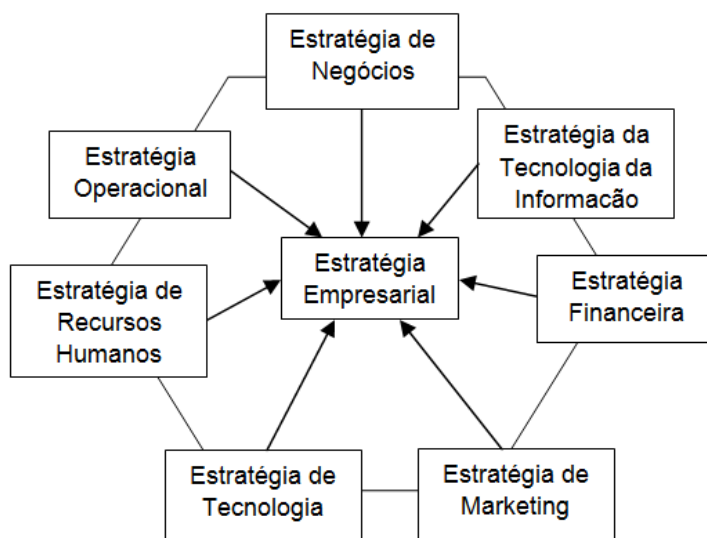 Estratégia de
Negócios
Estratégia da
Tecnologia da
Informacão
Estratégia
Operacional
Estratégia
Empresarial
Estratégia
Financeira
Estratégia de
Recursos
Humanos
Estratégia de
Tecnologia
Estratégia de
Marketing